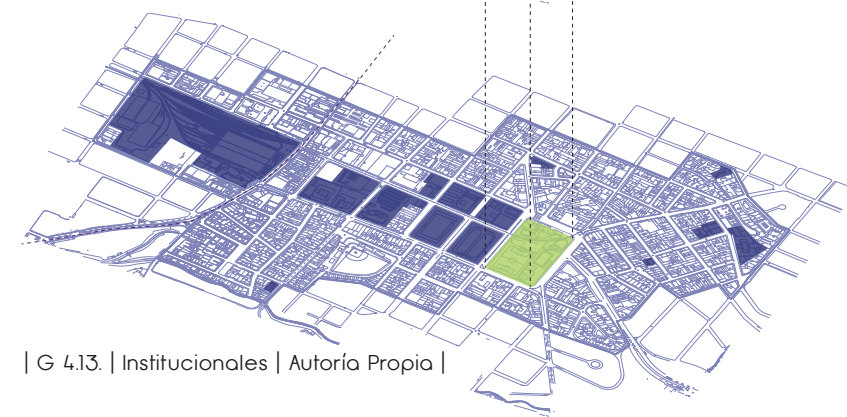 | G 4.13. | Institucionales | Autoría Propia |